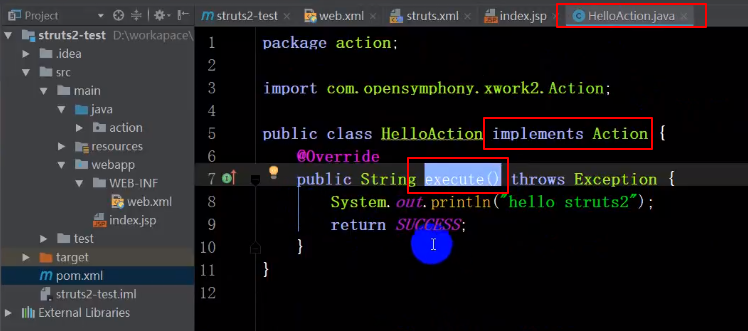 Project
struts2-test
web.xml
struts.xml
index.jsp
HelloAction.java
struts2-test D:\workapace\
.idea
src
main
java
action
resources
webapp
WEB-INF
web.xml
index.jsp
test
target
pom.xml
struts2-test.iml
External Libraries
1 package action;
2
3 import com.opensymphony.xwork2.Action;
4
5 public class HelloAction implements Action {
6 @Override
7 public String execute() throws Exception {
8 System.out.println("hello struts2");
9 return SUCCESS;
10 }
11 }
12